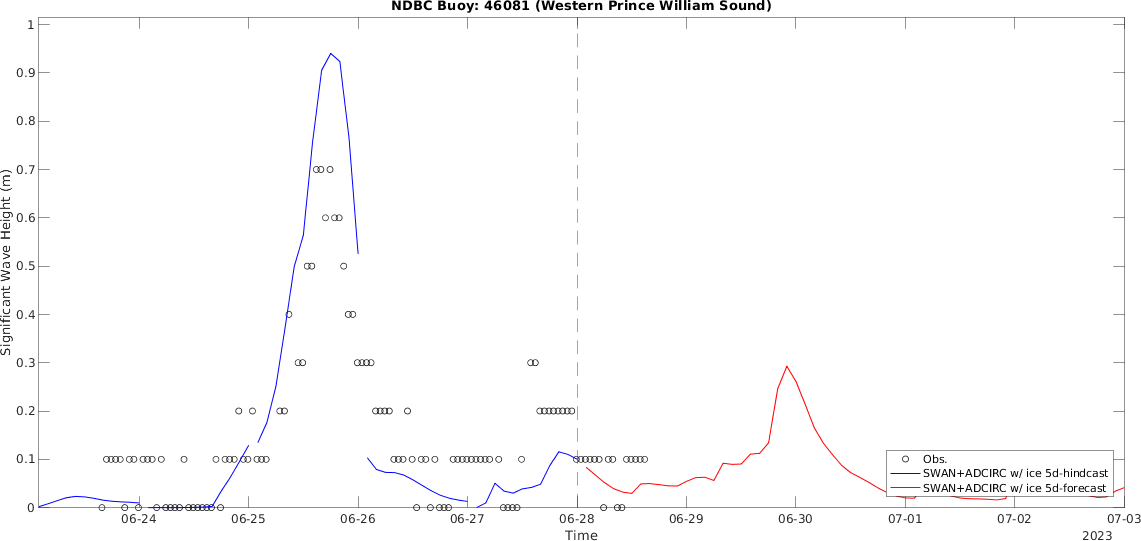 NDBC Buoy: 46081 (Western Prince William Sound)
1
0.9
0.8
0.7
0.6
0.5
0.4
0.3
0.2
0.1
0
Significant Wave Height (m)
Obs.
SWAN+ADCIRC w/ ice 5d-hindcast
SWAN+ADCIRC w/ ice 5d-forecast
06-24 06-25 06-26 06-27 06-28 06-29 06-30 07-01 07-02 07-03
Time
2023